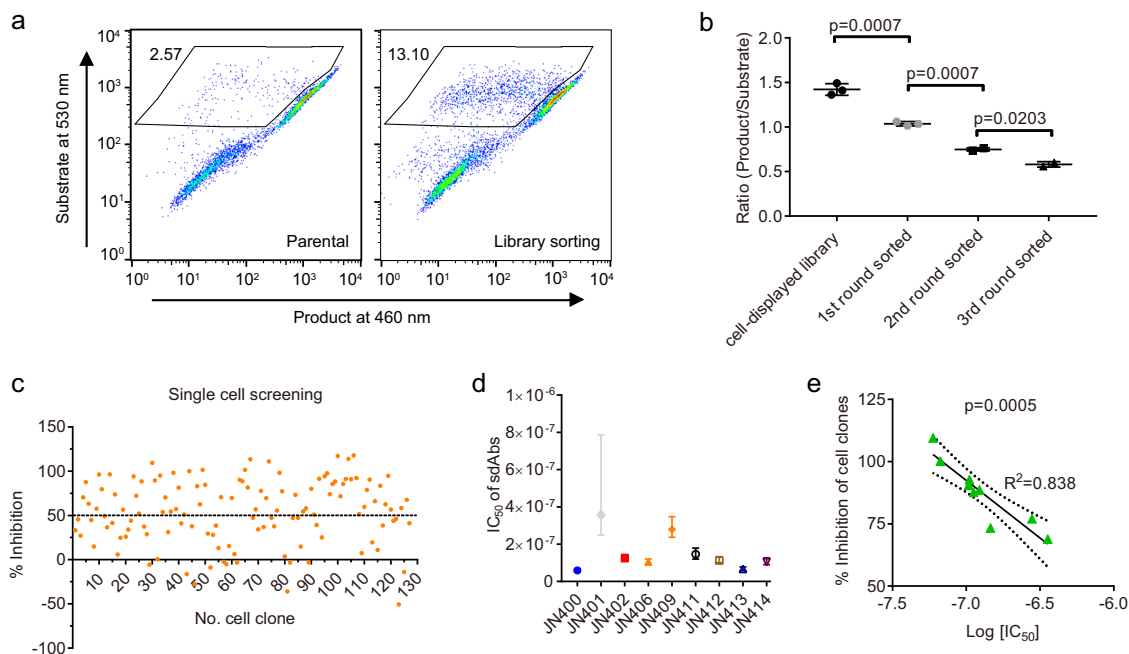 a
Substrate at 530 nm
10⁴
10³
10²
10¹
10⁰
2.57
Parental
13.10
Library sorting
10⁰ 10¹ 10² 10³ 10⁴
10⁰ 10¹ 10² 10³ 10⁴
Product at 460 nm
b
Ratio (Product/Substrate)
2.0
1.5
1.0
0.5
0.0
p=0.0007
p=0.0007
p=0.0203
cell-displayed library
1st round sorted
2nd round sorted
3rd round sorted
c
Single cell screening
% Inhibition
150
100
50
0
-50
-100
10 20 30 40 50 60 70 80 90 100 110 120 130
No. cell clone
d
IC₅₀ of sdAbs
1×10⁻⁶
8×10⁻⁷
6×10⁻⁷
4×10⁻⁷
2×10⁻⁷
0
JN400
JN401
JN402
JN406
JN409
JN411
JN412
JN413
JN414
e
% Inhibition of cell clones
125
100
75
50
p=0.0005
R²=0.838
-7.5 -7.0 -6.5 -6.0
Log [IC₅₀]